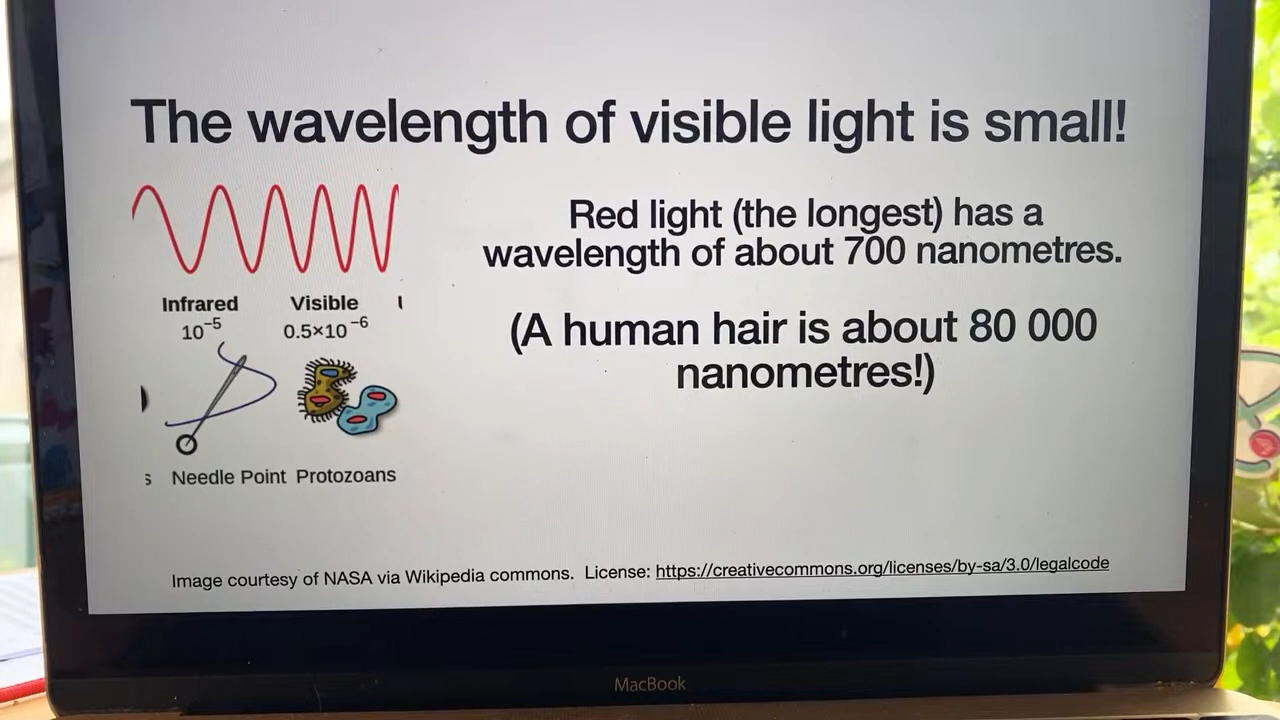 The wavelength of visible light is small!
Red light (the longest) has a
wavelength of about 700 nanometres.
(A human hair is about 80 000
nanometres!)
Infrared Visible
10⁻⁵ 0.5×10⁻⁶
s Needle Point Protozoans
Image courtesy of NASA via Wikipedia commons. License: https://creativecommons.org/licenses/by-sa/3.0/legalcode
MacBook